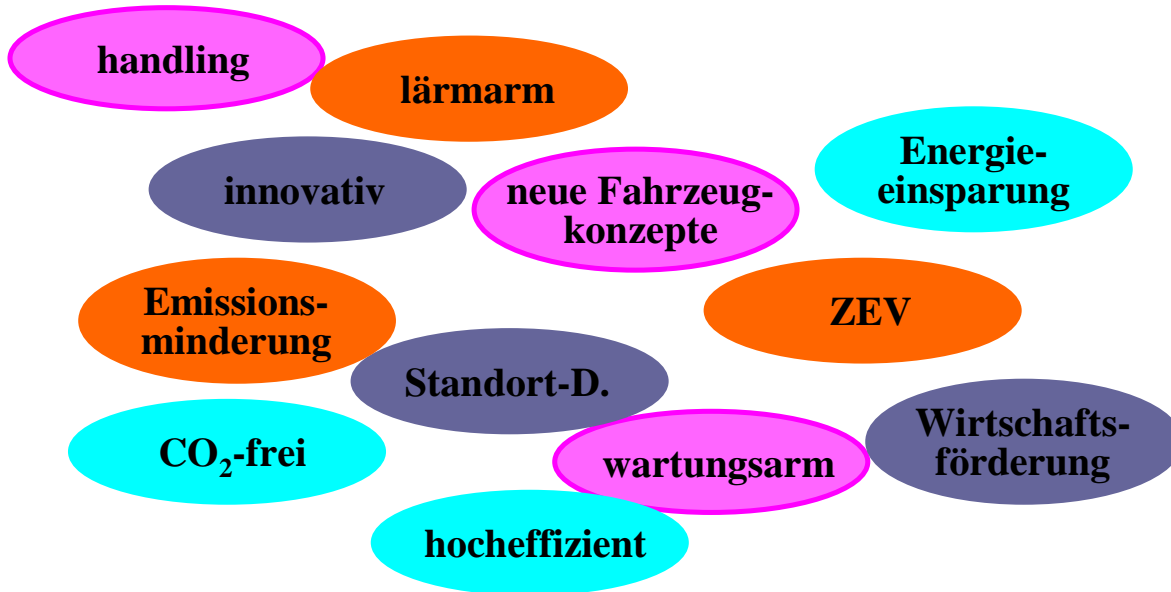 handling
lärmarm
innovativ
neue Fahrzeug-
konzepte
Energie-
einsparung
Emissions-
minderung
ZEV
Standort-D.
CO₂-frei
wartungsarm
Wirtschafts-
förderung
hocheffizient